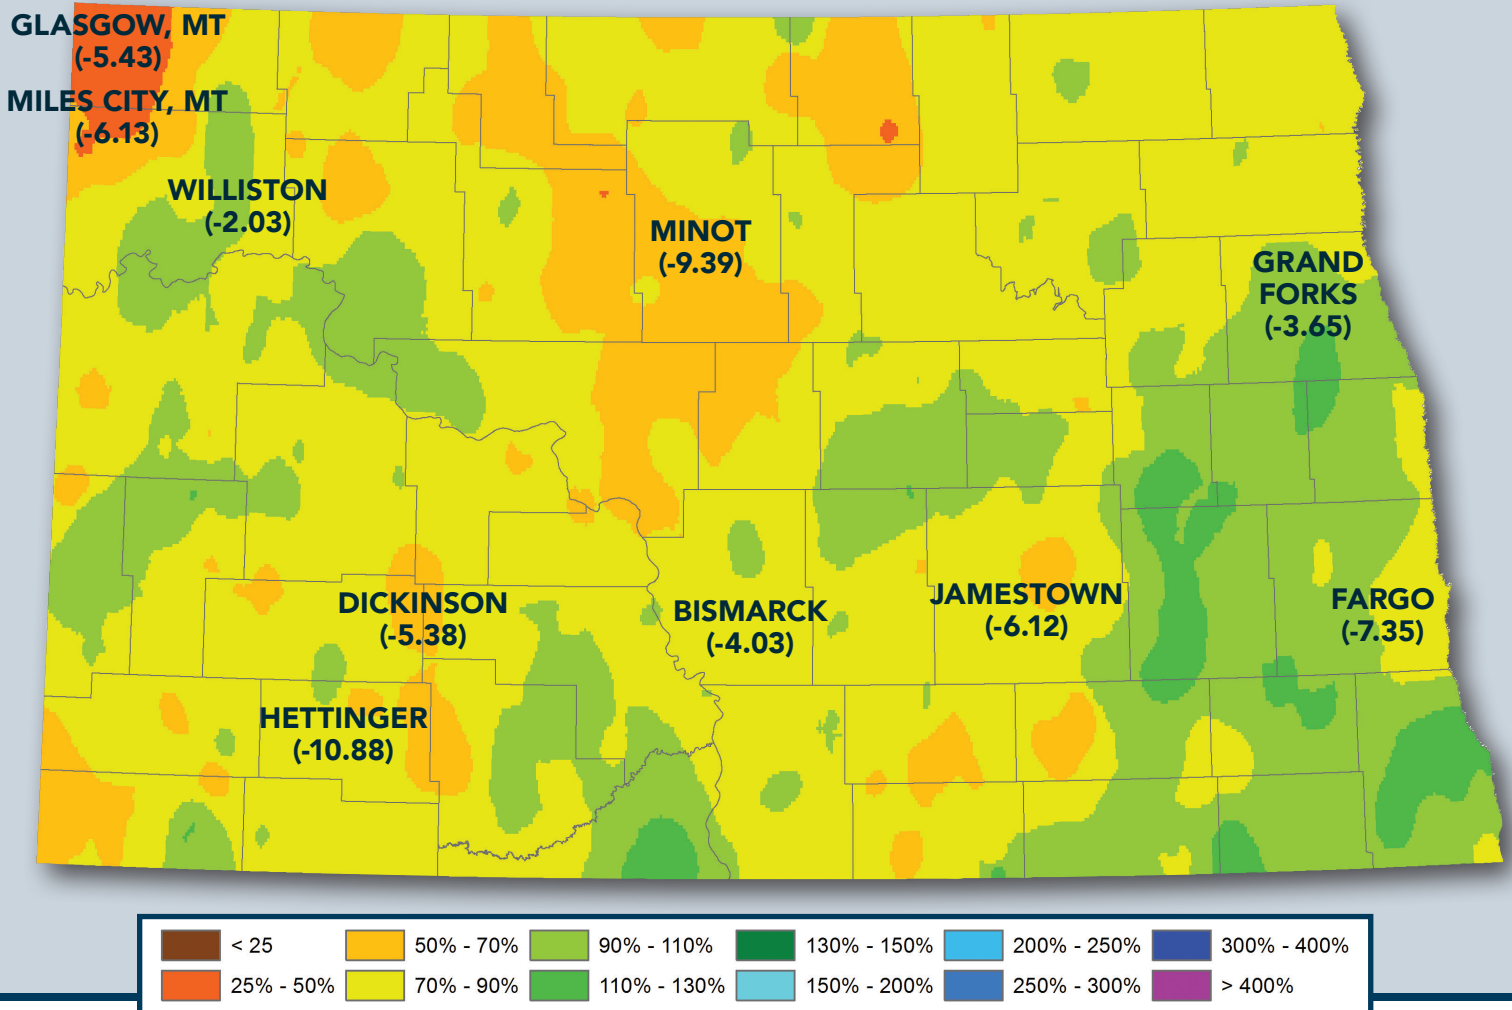 GLASGOW, MT
(-5.43)
MILES CITY, MT
(-6.13)
WILLISTON
(-2.03)
MINOT
(-9.39)
GRAND
FORKS
(-3.65)
DICKINSON
(-5.38)
BISMARCK
(-4.03)
JAMESTOWN
(-6.12)
FARGO
(-7.35)
HETTINGER
(-10.88)
< 25 50% - 70% 90% - 110% 130% - 150% 200% - 250% 300% - 400%
25% - 50% 70% - 90% 110% - 130% 150% - 200% 250% - 300% > 400%